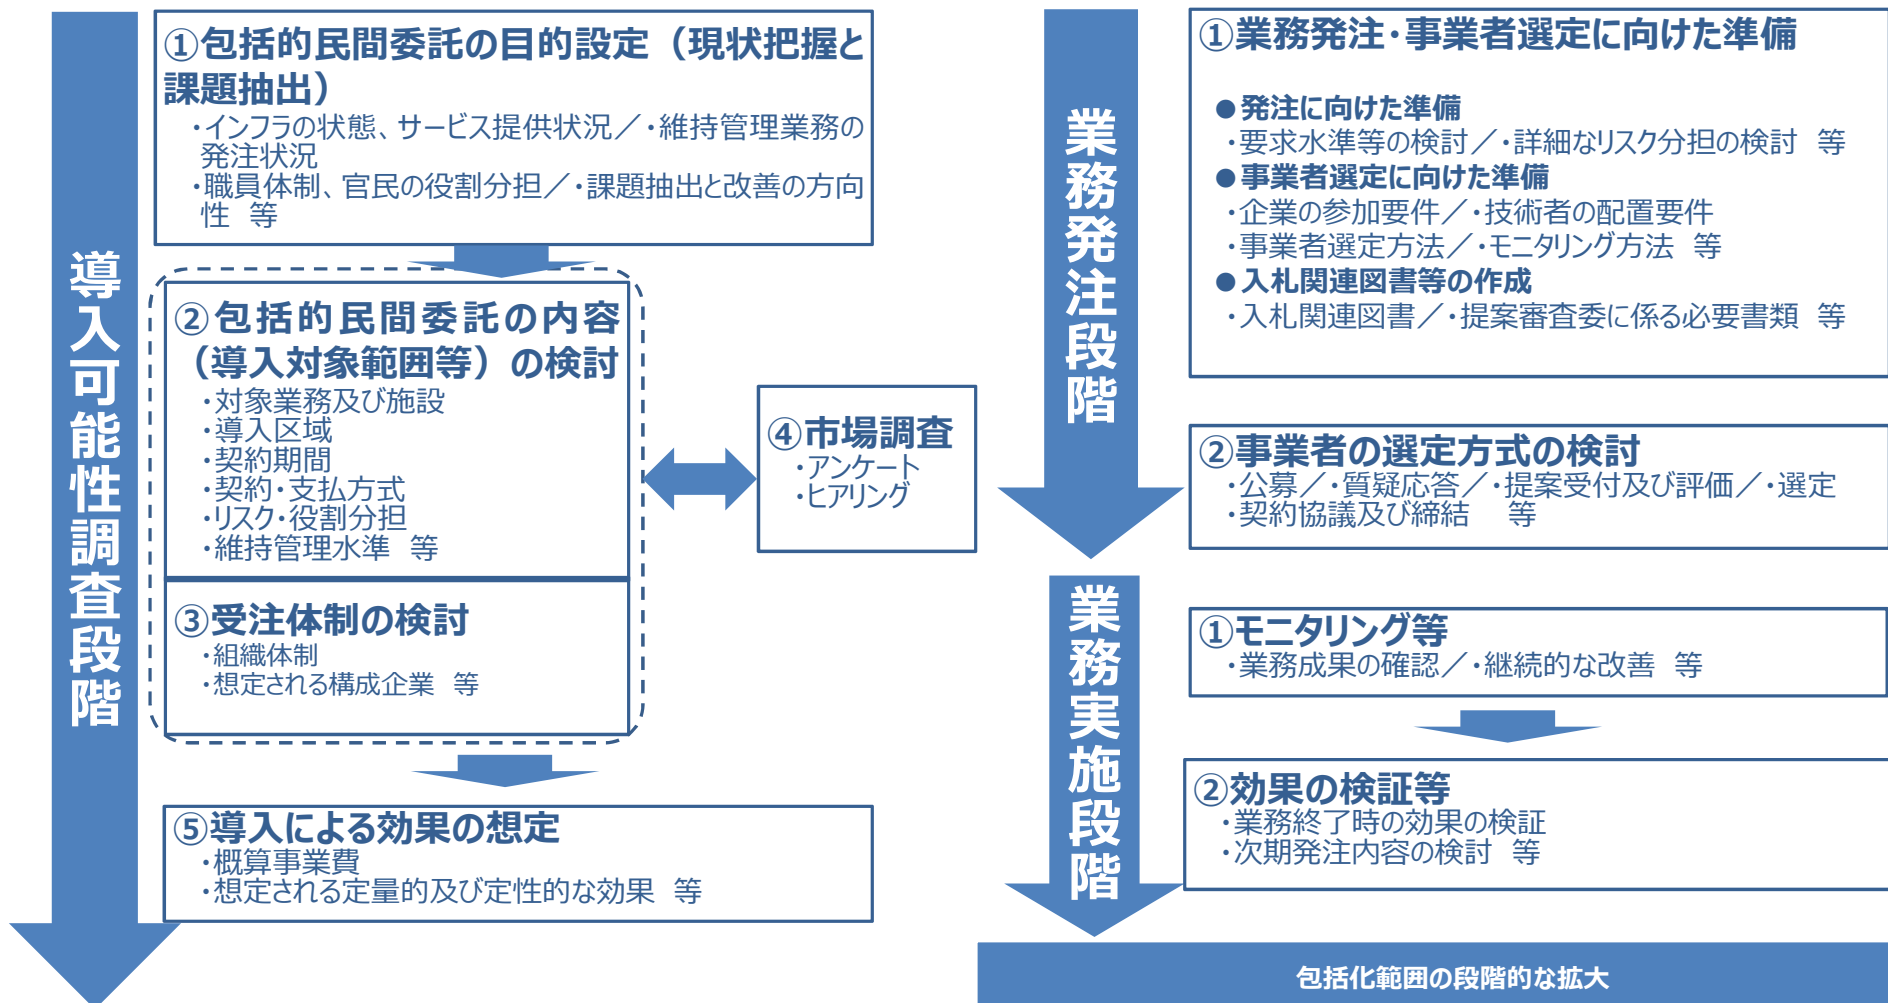 導入可能性調査段階
①包括的民間委託の目的設定（現状把握と
課題抽出）
・インフラの状態、サービス提供状況／・維持管理業務の
発注状況
・職員体制、官民の役割分担／・課題抽出と改善の方向
性　等
②包括的民間委託の内容
（導入対象範囲等）の検討
・対象業務及び施設
・導入区域
・契約期間
・契約・支払方式
・リスク・役割分担
・維持管理水準　等
③受注体制の検討
・組織体制
・想定される構成企業　等
④市場調査
・アンケート
・ヒアリング
⑤導入による効果の想定
・概算事業費
・想定される定量的及び定性的な効果　等
業務発注段階
①業務発注・事業者選定に向けた準備
●発注に向けた準備
・要求水準等の検討／・詳細なリスク分担の検討　等
●事業者選定に向けた準備
・企業の参加要件／・技術者の配置要件
・事業者選定方法／・モニタリング方法　等
●入札関連図書等の作成
・入札関連図書／・提案審査委に係る必要書類　等
②事業者の選定方式の検討
・公募／・質疑応答／・提案受付及び評価／・選定
・契約協議及び締結　等
業務実施段階
①モニタリング等
・業務成果の確認／・継続的な改善　等
②効果の検証等
・業務終了時の効果の検証
・次期発注内容の検討　等
包括化範囲の段階的な拡大